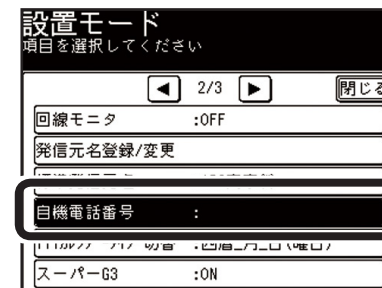 設置モード
項目を選択してください
◀ 2/3 ▶ 閉じる
回線モニタ :OFF
発信元名登録/変更
自機電話番号 :
スーパーG3 :ON